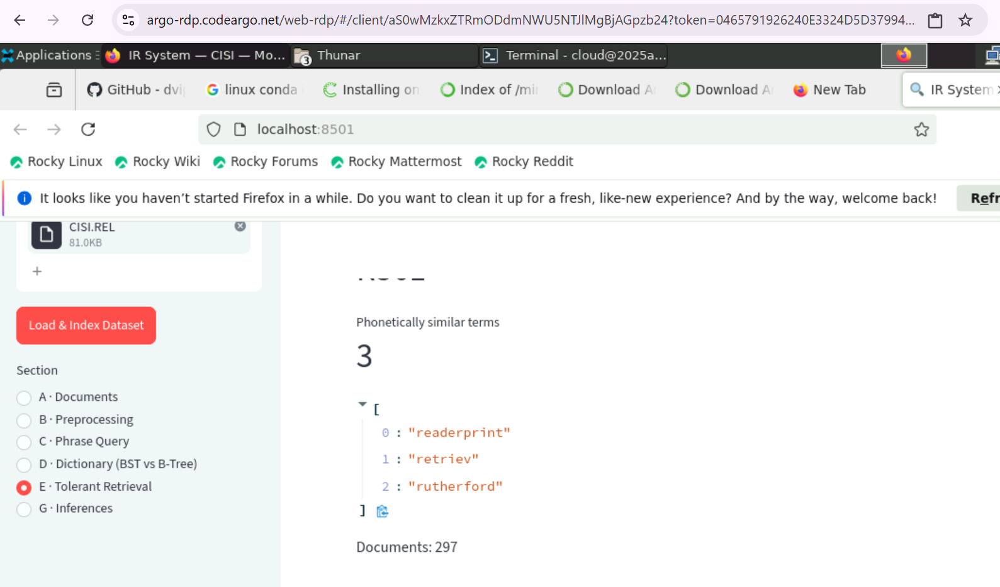 argo-rdp.codeargo.net/web-rdp/#/client/aS0wMzkxZTRmODdmNWU5NTJlMgBjAGpzb24?token=0465791926240E3324D5D37994...
Applications IR System — CISI — Mo... 3 Thunar Terminal - cloud@2025a...
GitHub - dvi linux conda Installing on Index of /mi Download A Download A New Tab IR System
localhost:8501
Rocky Linux Rocky Wiki Rocky Forums Rocky Mattermost Rocky Reddit
It looks like you haven’t started Firefox in a while. Do you want to clean it up for a fresh, like-new experience? And by the way, welcome back! Refr
CISI.REL
81.0KB
+
Load & Index Dataset
Section
A · Documents
B · Preprocessing
C · Phrase Query
D · Dictionary (BST vs B-Tree)
E · Tolerant Retrieval
G · Inferences
Phonetically similar terms
3
[
0 : "readerprint"
1 : "retriev"
2 : "rutherford"
]
Documents: 297